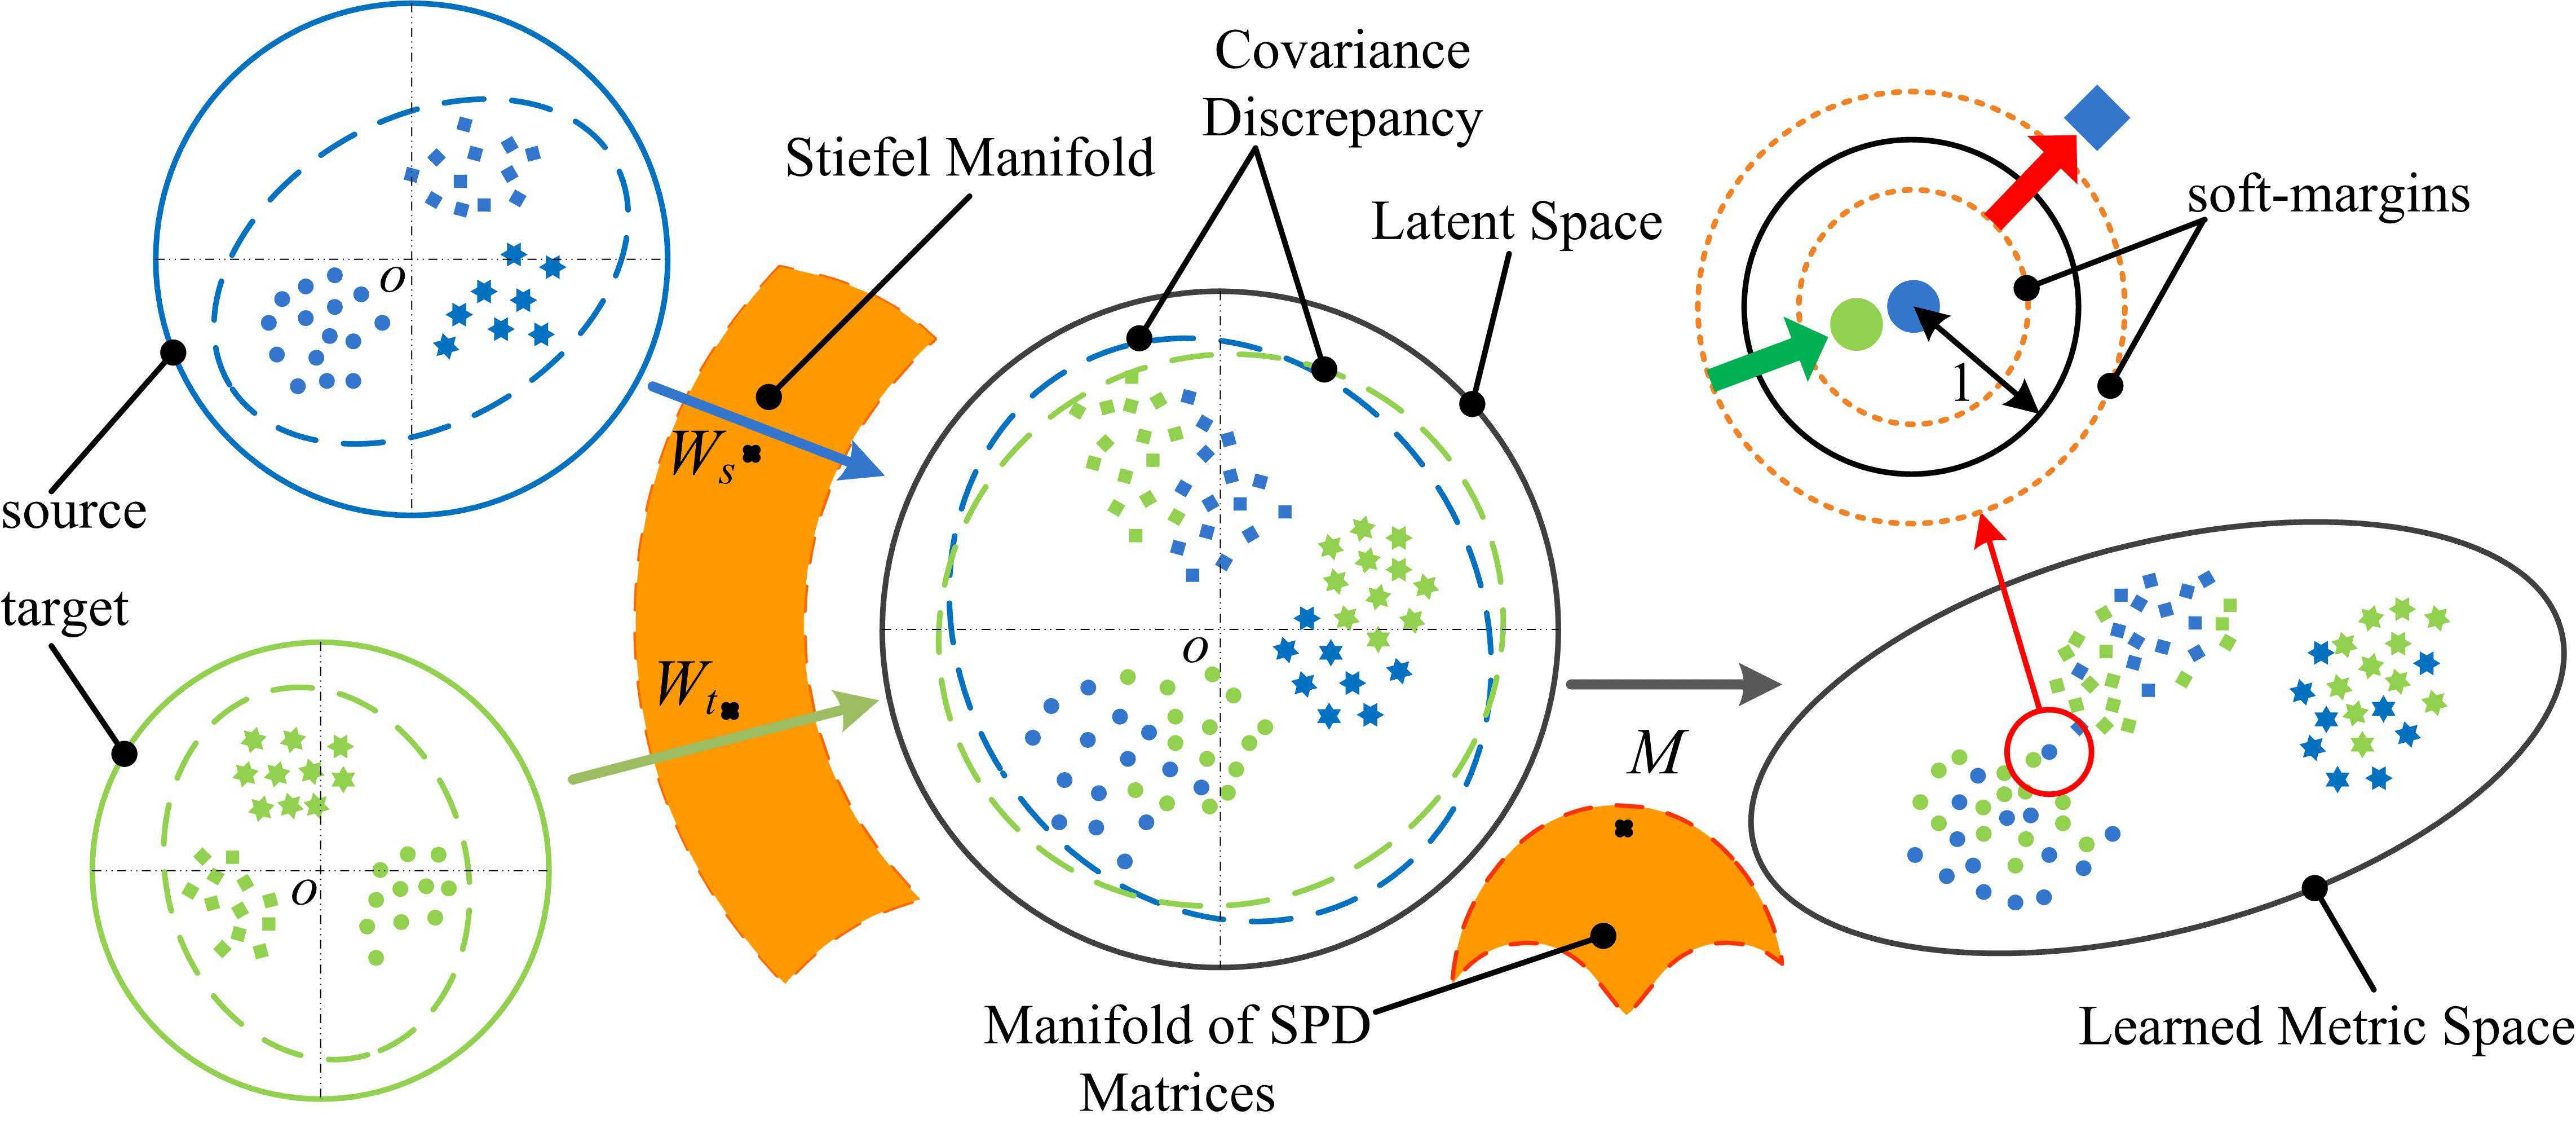 Covariance
Discrepancy
Stiefel Manifold
Latent Space
soft-margins
o
1
source
W_s
target
W_t
o
M
o
Manifold of SPD
Matrices
Learned Metric Space